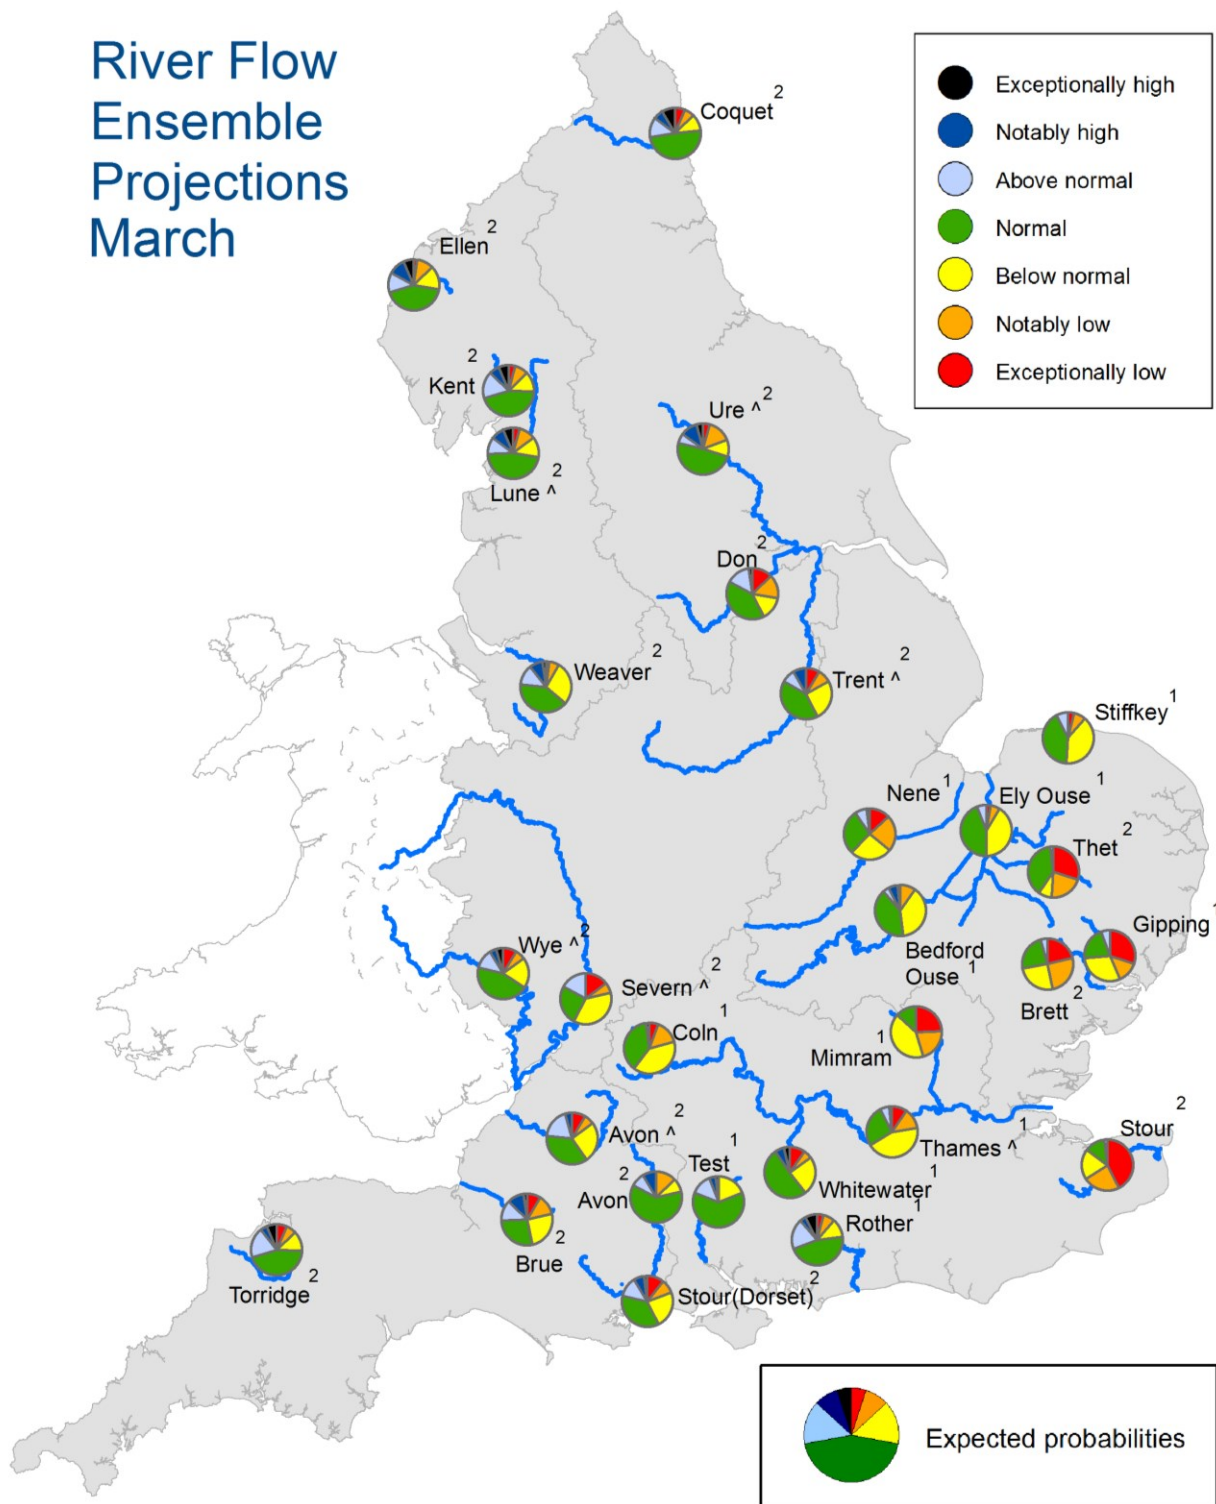 River Flow
Ensemble
Projections
March
Exceptionally high
Notably high
Above normal
Normal
Below normal
Notably low
Exceptionally low
Coquet 2
Ellen 2
Kent 2
Ure ^ 2
Lune ^ 2
Don 2
Weaver 2
Trent ^ 2
Stiffkey 1
Nene 1
Ely Ouse 1
Thet 2
Gipping 1
Bedford
Ouse 1
Brett 2
Wye ^ 2
Severn ^ 2
Coln 1
Mimram 1
Avon ^ 2
Thames ^ 1
Stour 2
Test 1
Avon 2
Whitewater 1
Rother 1
Brue 2
Torridge 2
Stour(Dorset) 2
Expected probabilities